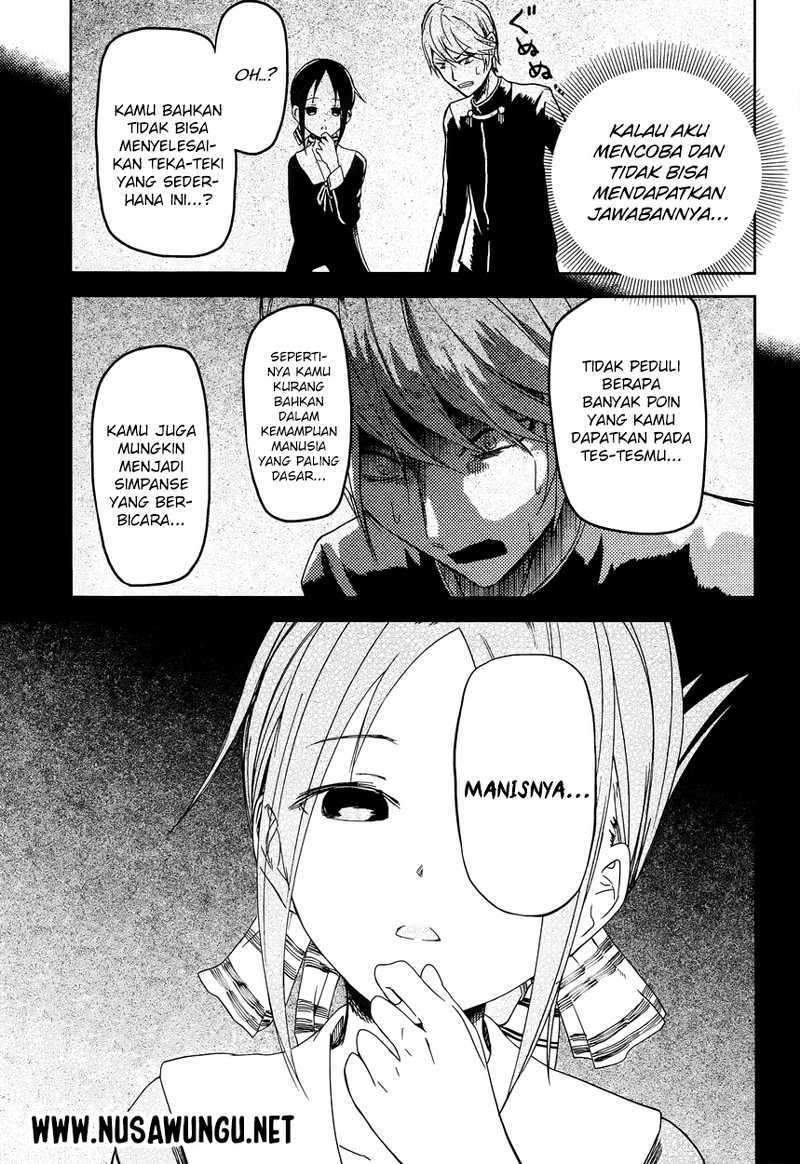 KALAU AKU
MENCOBA DAN
TIDAK BISA
MENDAPATKAN
JAWABANNYA...
ぐぬぬぬ...
OH...?
KAMU BAHKAN
TIDAK BISA
MENYELESAI-
KAN TEKA-TEKI
YANG SEDER-
HANA INI...?
TIDAK PEDULI
BERAPA
BANYAK POIN
YANG KAMU
DAPATKAN PADA
TES-TESMU...
SEPERTI-
NYA KAMU
KURANG
BAHKAN
DALAM
KEMAMPUAN
MANUSIA
YANG PALING
DASAR...
KAMU JUGA
MUNGKIN
MENJADI
SIMPANSE
YANG BER-
BICARA...
MANISNYA...
WWW.NUSAWUNGU.NET